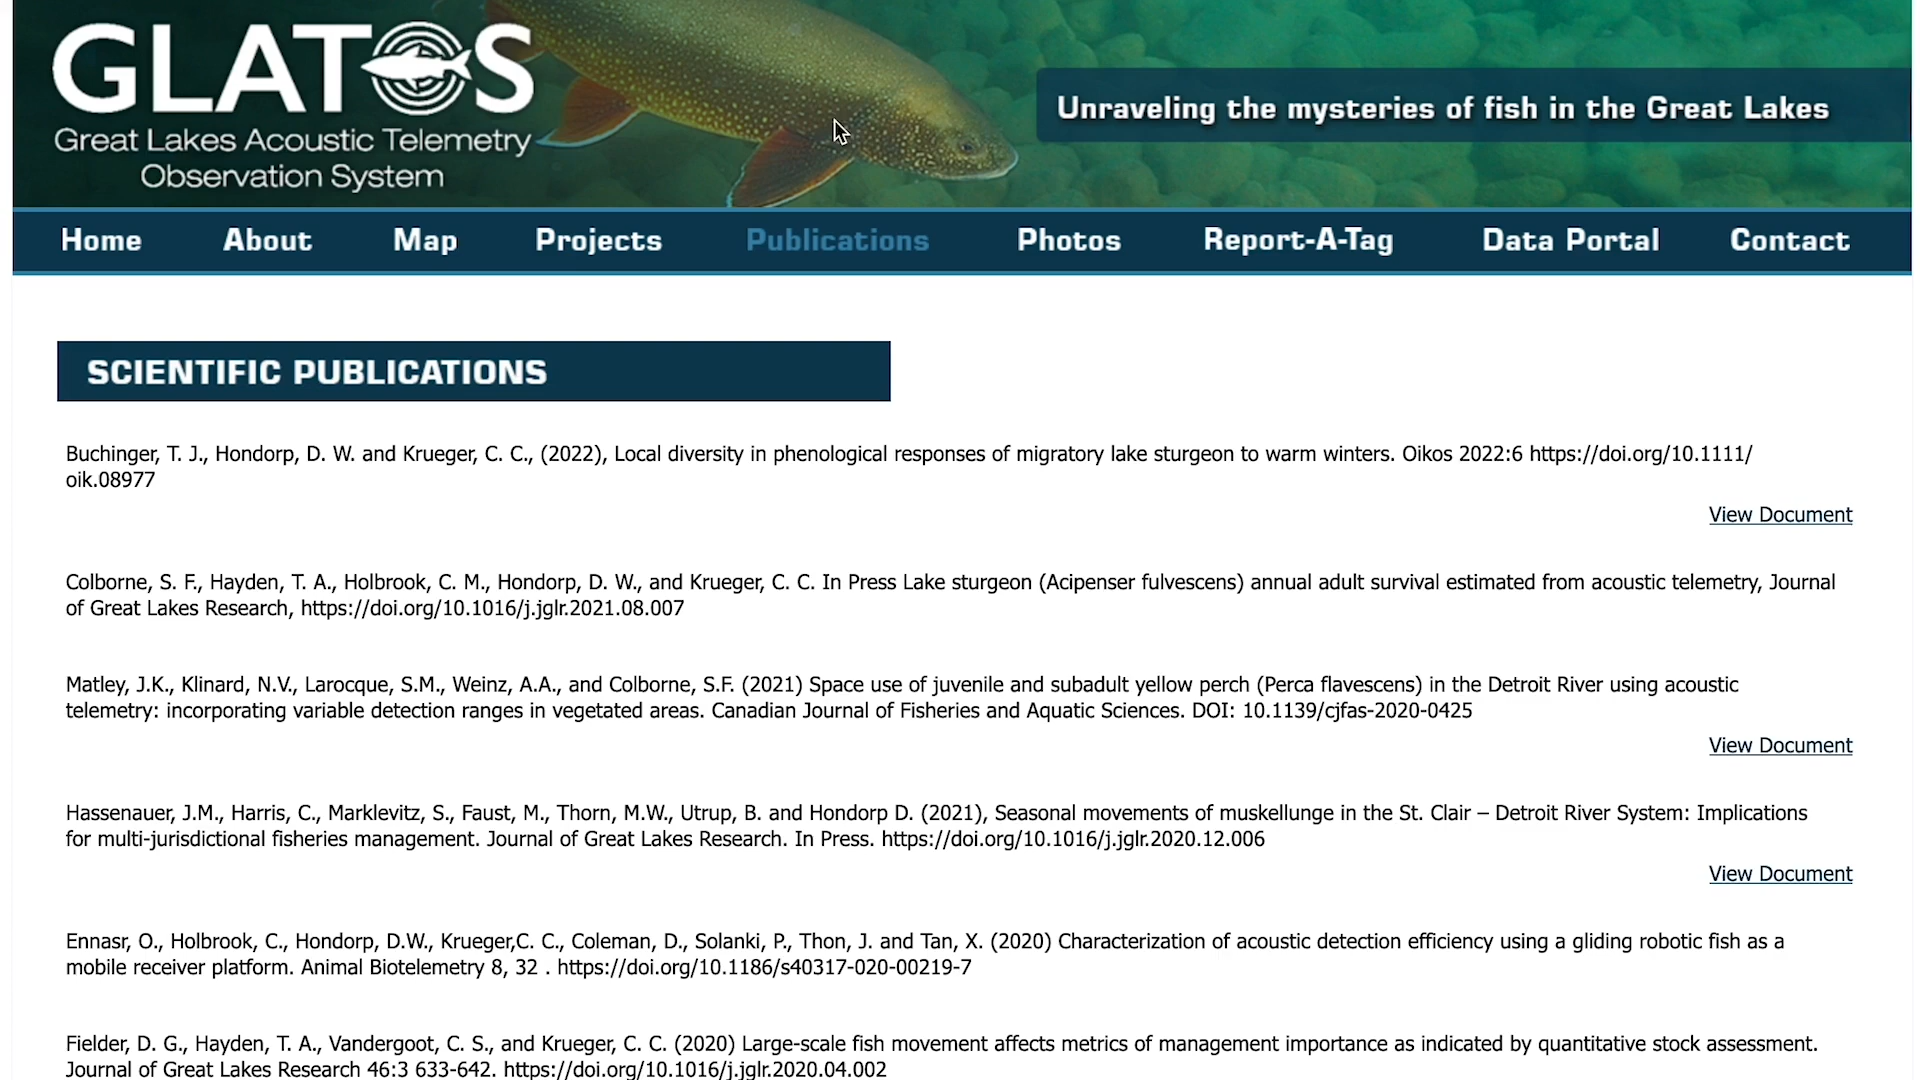 GLATOS
Great Lakes Acoustic Telemetry
Observation System
Unraveling the mysteries of fish in the Great Lakes
Home About Map Projects Publications Photos Report-A-Tag Data Portal Contact
SCIENTIFIC PUBLICATIONS
Buchinger, T. J., Hondorp, D. W. and Krueger, C. C., (2022), Local diversity in phenological responses of migratory lake sturgeon to warm winters. Oikos 2022:6 https://doi.org/10.1111/
oik.08977
View Document
Colborne, S. F., Hayden, T. A., Holbrook, C. M., Hondorp, D. W., and Krueger, C. C. In Press Lake sturgeon (Acipenser fulvescens) annual adult survival estimated from acoustic telemetry, Journal
of Great Lakes Research, https://doi.org/10.1016/j.jglr.2021.08.007
Matley, J.K., Klinard, N.V., Larocque, S.M., Weinz, A.A., and Colborne, S.F. (2021) Space use of juvenile and subadult yellow perch (Perca flavescens) in the Detroit River using acoustic
telemetry: incorporating variable detection ranges in vegetated areas. Canadian Journal of Fisheries and Aquatic Sciences. DOI: 10.1139/cjfas-2020-0425
View Document
Hassenauer, J.M., Harris, C., Marklevitz, S., Faust, M., Thorn, M.W., Utrup, B. and Hondorp D. (2021), Seasonal movements of muskellunge in the St. Clair – Detroit River System: Implications
for multi-jurisdictional fisheries management. Journal of Great Lakes Research. In Press. https://doi.org/10.1016/j.jglr.2020.12.006
View Document
Ennasr, O., Holbrook, C., Hondorp, D.W., Krueger,C. C., Coleman, D., Solanki, P., Thon, J. and Tan, X. (2020) Characterization of acoustic detection efficiency using a gliding robotic fish as a
mobile receiver platform. Animal Biotelemetry 8, 32 . https://doi.org/10.1186/s40317-020-00219-7
Fielder, D. G., Hayden, T. A., Vandergoot, C. S., and Krueger, C. C. (2020) Large-scale fish movement affects metrics of management importance as indicated by quantitative stock assessment.
Journal of Great Lakes Research 46:3 633-642. https://doi.org/10.1016/j.jglr.2020.04.002